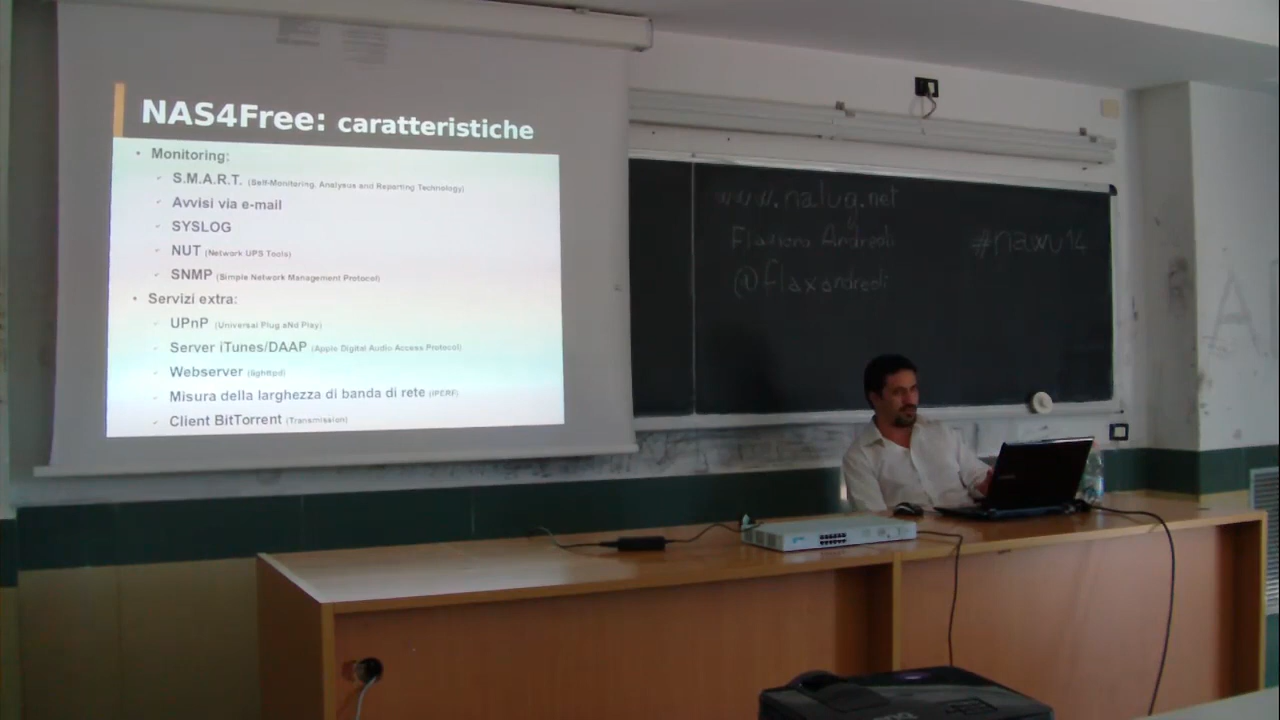 NAS4Free: caratteristiche
Monitoring:
S.M.A.R.T. (Self-Monitoring, Analysus and Reporting Technology)
Avvisi via e-mail
SYSLOG
NUT (Network UPS Tools)
SNMP (Simple Network Management Protocol)
Servizi extra:
UPnP (Universal Plug aNd Play)
Server iTunes/DAAP (Apple Digital Audio Access Protocol)
Webserver (lighttpd)
Misura della larghezza di banda di rete (IPERF)
Client BitTorrent (Transmission)
www.nalug.net
Flaviano Andreoli
@flaxandreoli
#nawu14
A